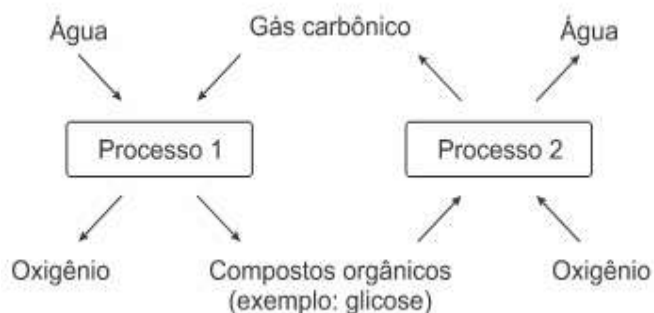 Água
Gás carbônico
Água
Processo 1
Processo 2
Oxigênio
Compostos orgânicos
(exemplo: glicose)
Oxigênio